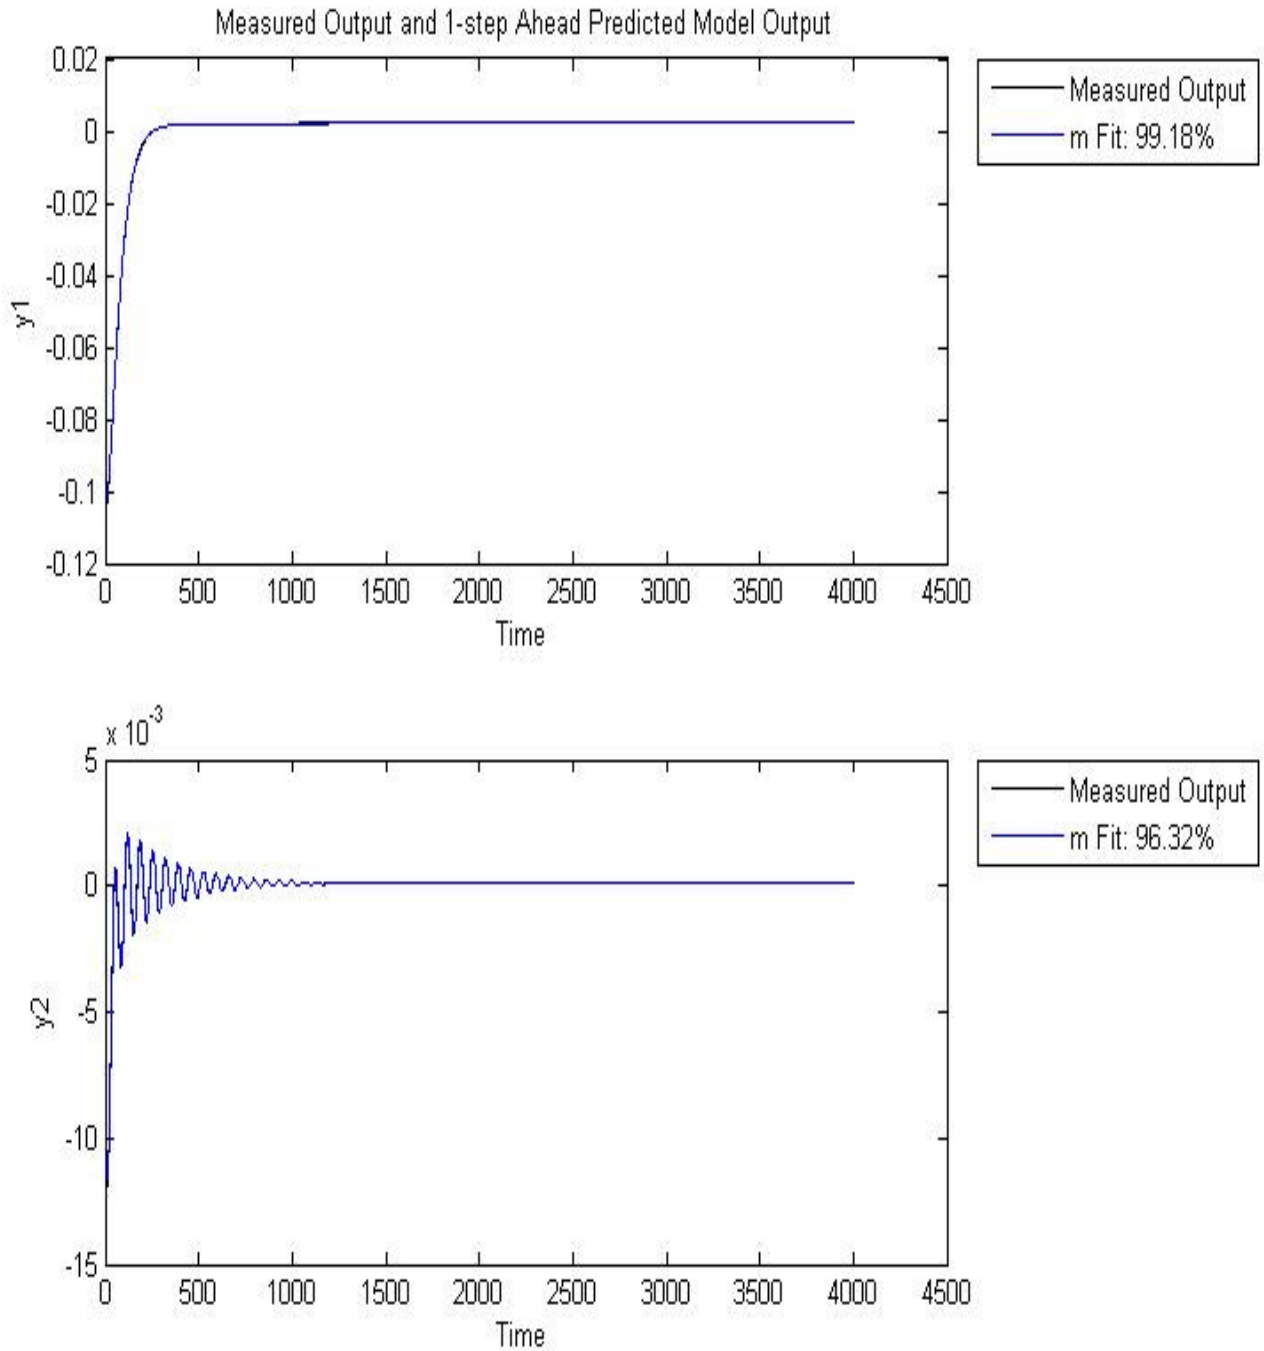 Measured Output and 1-step Ahead Predicted Model Output
0.02
0
-0.02
-0.04
-0.06
-0.08
-0.1
-0.12
y1
0 500 1000 1500 2000 2500 3000 3500 4000 4500
Time
Measured Output
m Fit: 99.18%
x 10^-3
5
0
-5
-10
-15
y2
0 500 1000 1500 2000 2500 3000 3500 4000 4500
Time
Measured Output
m Fit: 96.32%